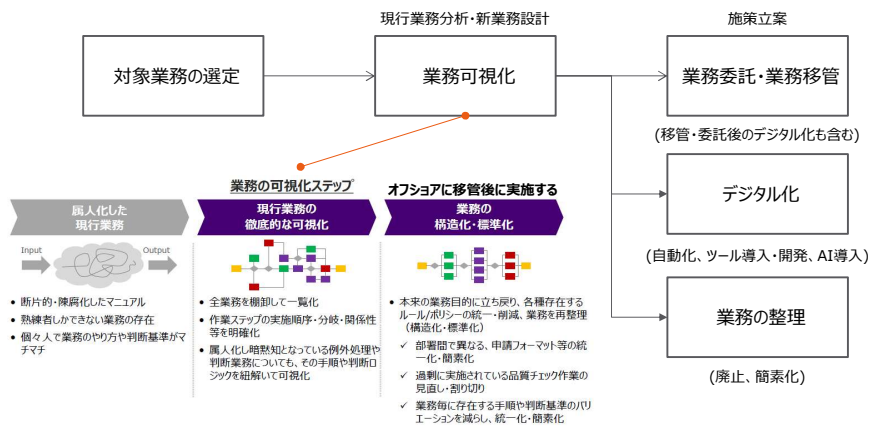 現行業務分析・新業務設計
施策立案
対象業務の選定
業務可視化
業務委託・業務移管
(移管・委託後のデジタル化も含む)
デジタル化
(自動化、ツール導入・開発、AI導入)
業務の整理
(廃止、簡素化)
業務の可視化ステップ
オフショアに移管後に実施する
属人化した
現行業務
現行業務の
徹底的な可視化
業務の
構造化・標準化
Input
Output
• 断片的・陳腐化したマニュアル
• 熟練者しかできない業務の存在
• 個々人で業務のやり方や判断基準がマ
チマチ
• 全業務を棚卸して一覧化
• 作業ステップの実施順序・分岐・関係性
等を明確化
• 属人化し暗黙知となっている例外処理や
判断業務についても、その手順や判断ロ
ジックを紐解いて可視化
• 本来の業務目的に立ち戻り、各種存在する
ルール/ポリシーの統一・削減、業務を再整理
（構造化・標準化）
✓ 部署間で異なる、申請フォーマット等の統
一化・簡素化
✓ 過剰に実施されている品質チェック作業の
見直し・割り切り
✓ 業務毎に存在する手順や判断基準のバリ
エーションを減らし、統一化・簡素化